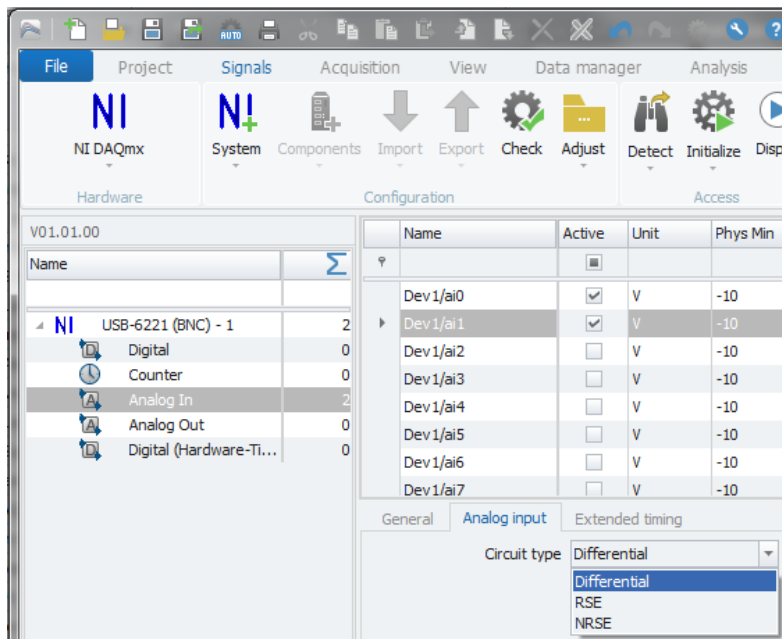 AUTO
File Project Signals Acquisition View Data manager Analysis
NI DAQmx System Components Import Export Check Adjust Detect Initialize Disp
Hardware Configuration Access
V01.01.00
Name
Name Active Unit Phys Min
NI USB-6221 (BNC) - 1 2
Digital 0
Counter 0
Analog In 2
Analog Out 0
Digital (Hardware-Ti... 0
Dev1/ai0 V -10
Dev1/ai1 V -10
Dev1/ai2 V -10
Dev1/ai3 V -10
Dev1/ai4 V -10
Dev1/ai5 V -10
Dev1/ai6 V -10
Dev1/ai7 V -10
General Analog input Extended timing
Circuit type Differential
Differential
RSE
NRSE